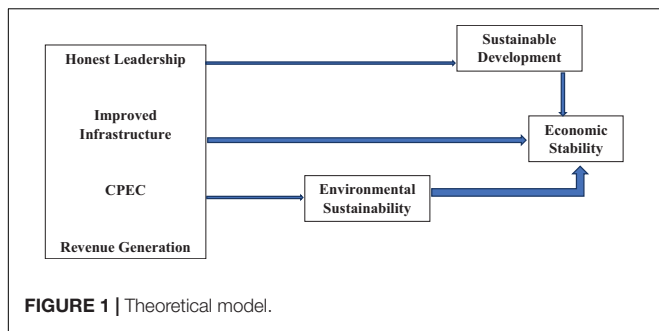 Honest Leadership
Improved
Infrastructure
CPEC
Revenue Generation
Sustainable
Development
Economic
Stability
Environmental
Sustainability
FIGURE 1 | Theoretical model.